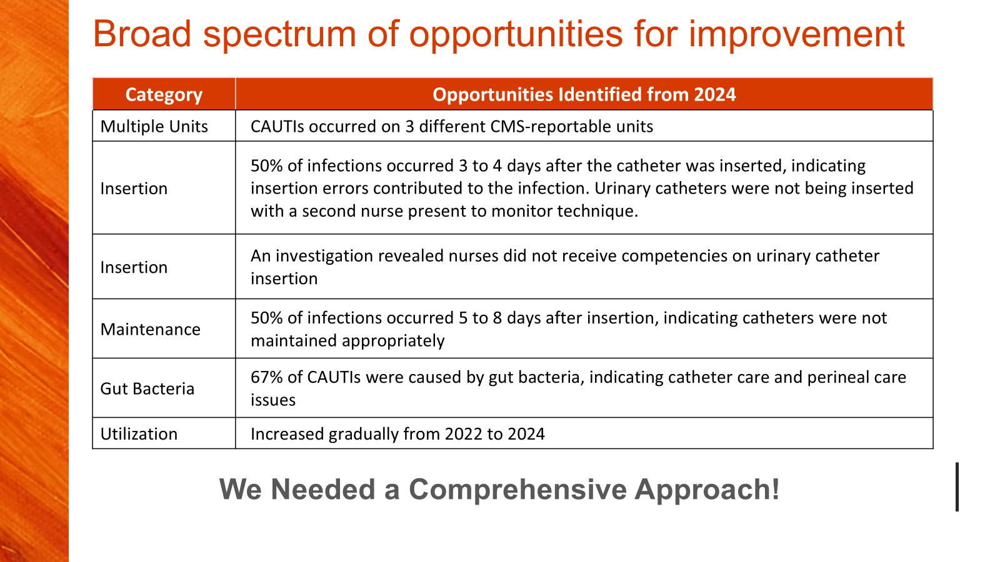 Broad spectrum of opportunities for improvement
Category
Opportunities Identified from 2024
Multiple Units
CAUTIs occurred on 3 different CMS-reportable units
Insertion
50% of infections occurred 3 to 4 days after the catheter was inserted, indicating
insertion errors contributed to the infection. Urinary catheters were not being inserted
with a second nurse present to monitor technique.
Insertion
An investigation revealed nurses did not receive competencies on urinary catheter
insertion
Maintenance
50% of infections occurred 5 to 8 days after insertion, indicating catheters were not
maintained appropriately
Gut Bacteria
67% of CAUTIs were caused by gut bacteria, indicating catheter care and perineal care
issues
Utilization
Increased gradually from 2022 to 2024
We Needed a Comprehensive Approach!